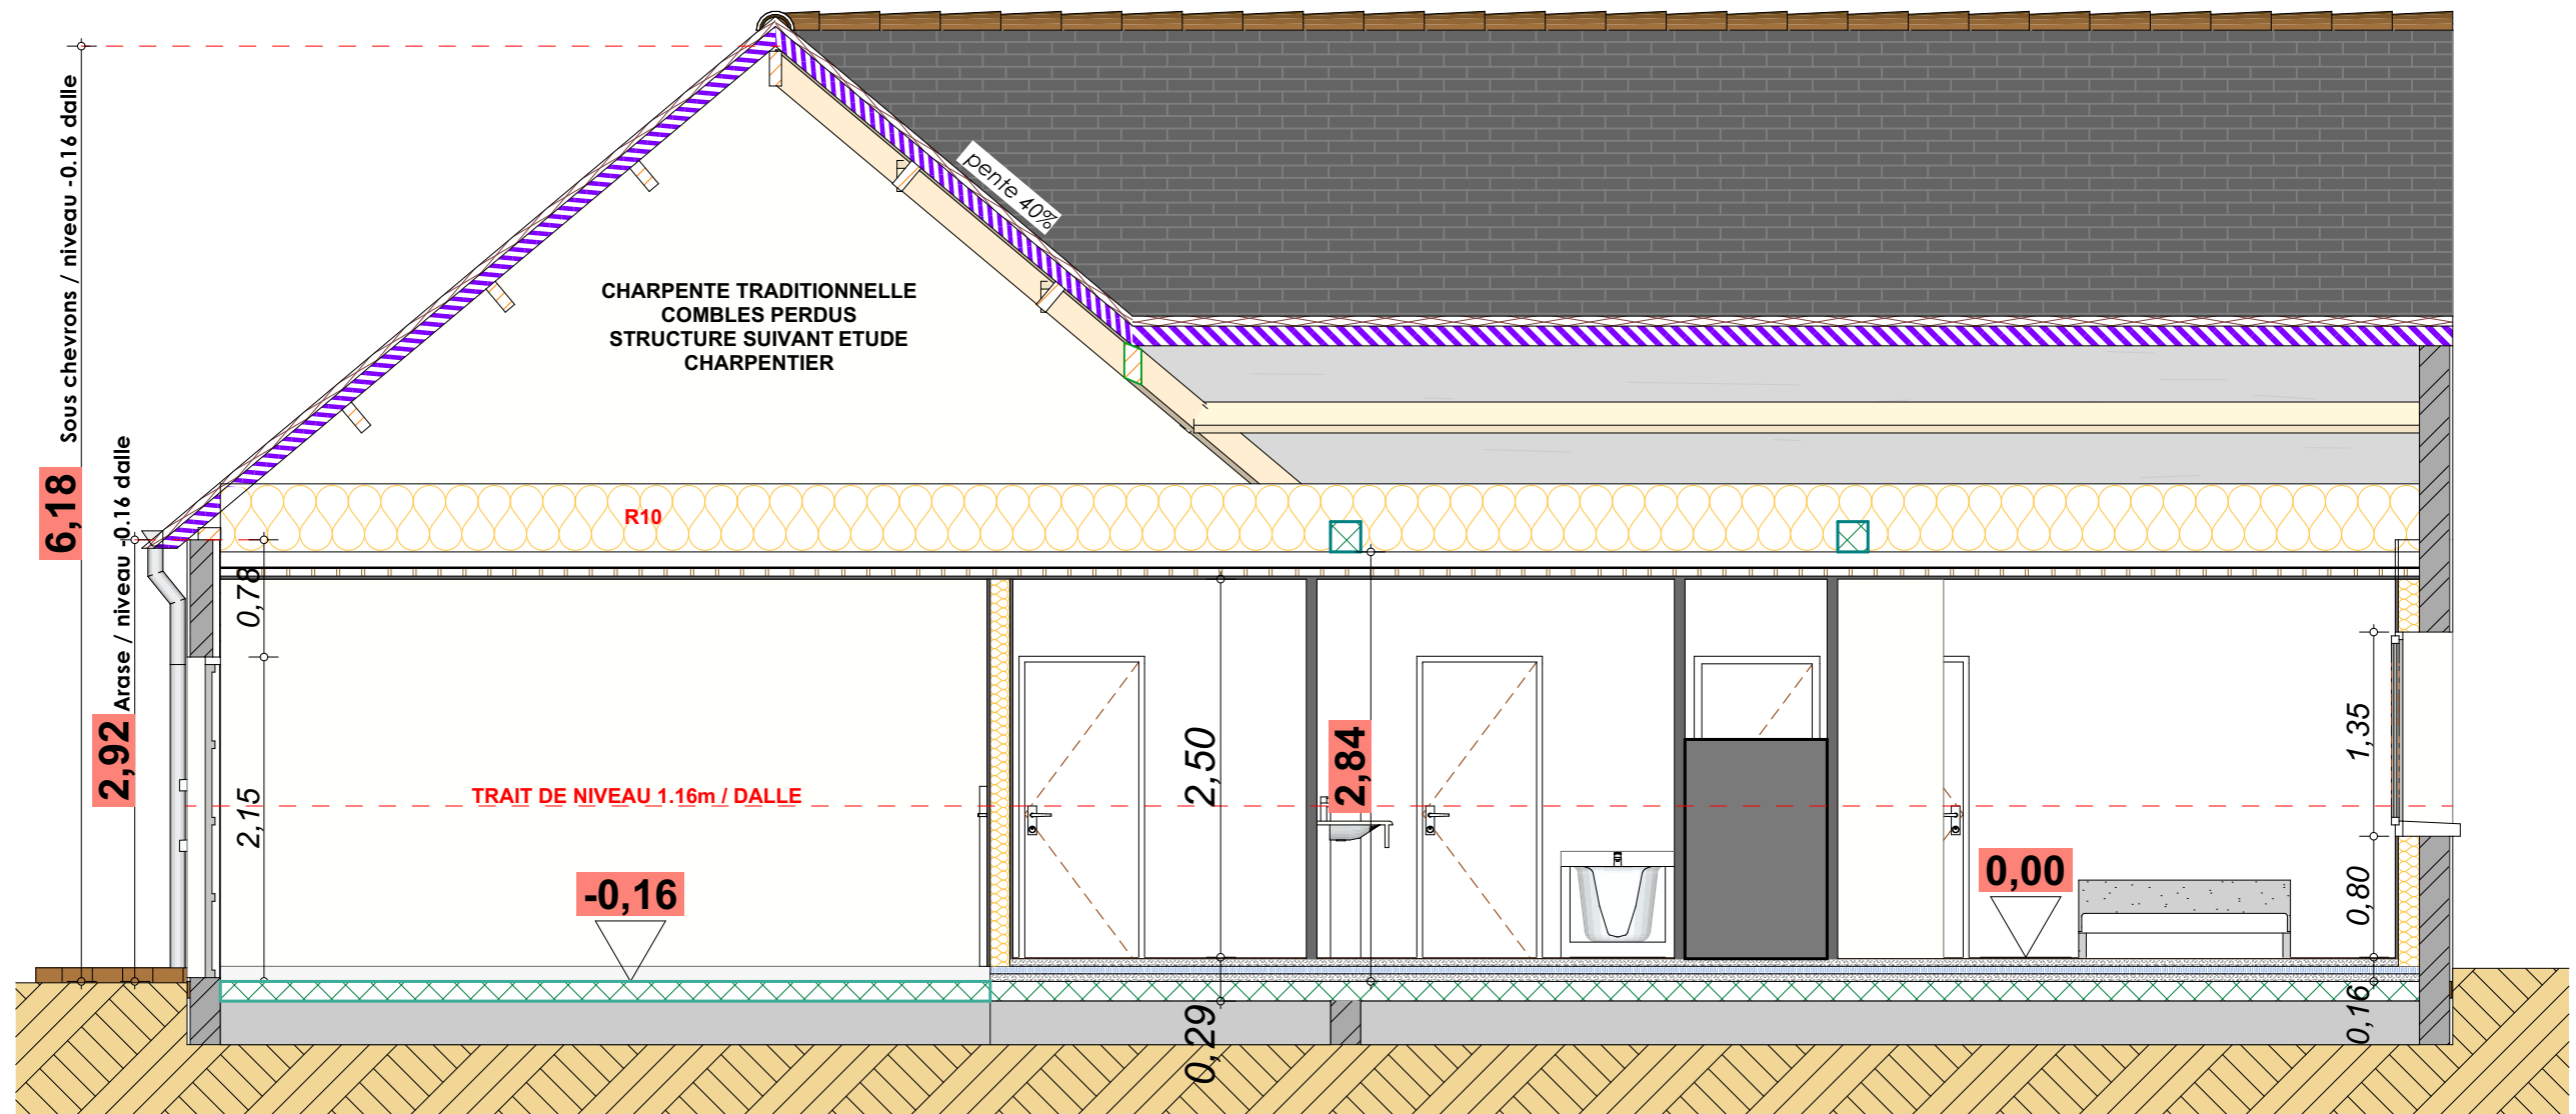 6,18
Sous chevrons / niveau -0.16 dalle
2,92
Arase / niveau -0.16 dalle
pente 40%
CHARPENTE TRADITIONNELLE
COMBLES PERDUS
STRUCTURE SUIVANT ETUDE
CHARPENTIER
R10
0,78
2,15
TRAIT DE NIVEAU 1.16m / DALLE
-0,16
2,50
0,29
2,84
0,00
1,35
0,80
0,16